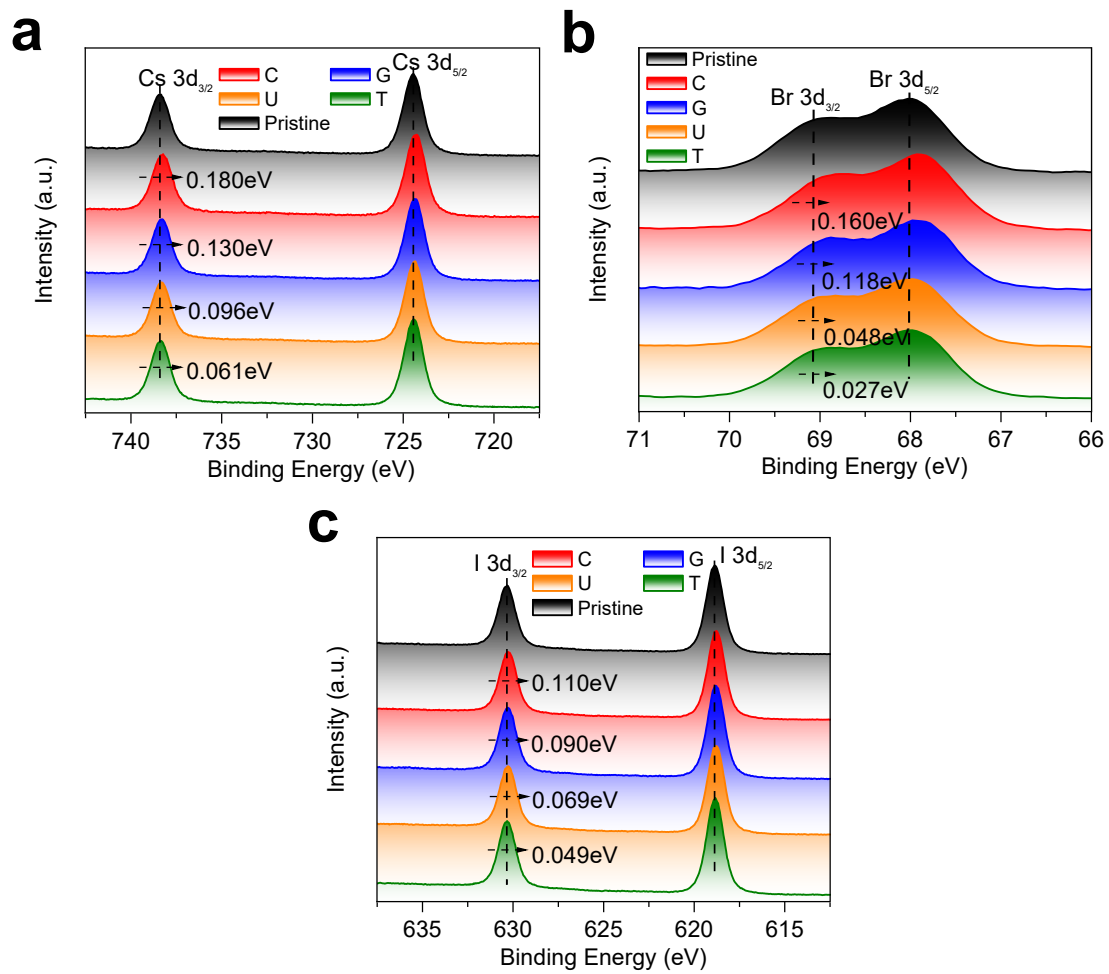 a
Cs 3d3/2
Cs 3d5/2
C
G
U
T
Pristine
0.180eV
0.130eV
0.096eV
0.061eV
Intensity (a.u.)
740 735 730 725 720
Binding Energy (eV)
b
Pristine
C
G
U
T
Br 3d3/2
Br 3d5/2
0.160eV
0.118eV
0.048eV
0.027eV
Intensity (a.u.)
71 70 69 68 67 66
Binding Energy (eV)
c
I 3d3/2
I 3d5/2
C
G
U
T
Pristine
0.110eV
0.090eV
0.069eV
0.049eV
Intensity (a.u.)
635 630 625 620 615
Binding Energy (eV)